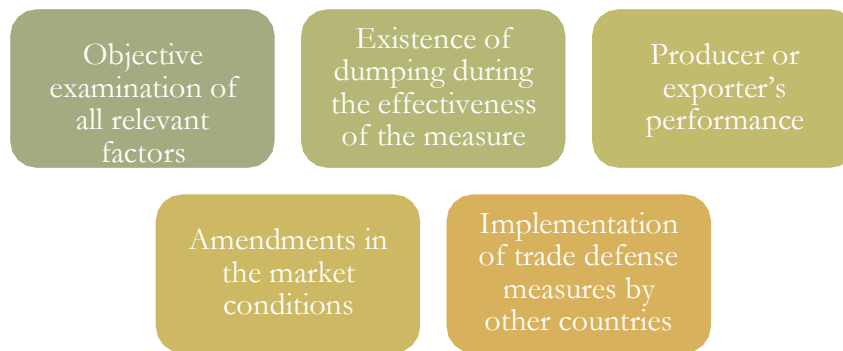 Objective
examination of
all relevant
factors
Existence of
dumping during
the effectiveness
of the measure
Producer or
exporter’s
performance
Amendments in
the market
conditions
Implementation
of trade defense
measures by
other countries